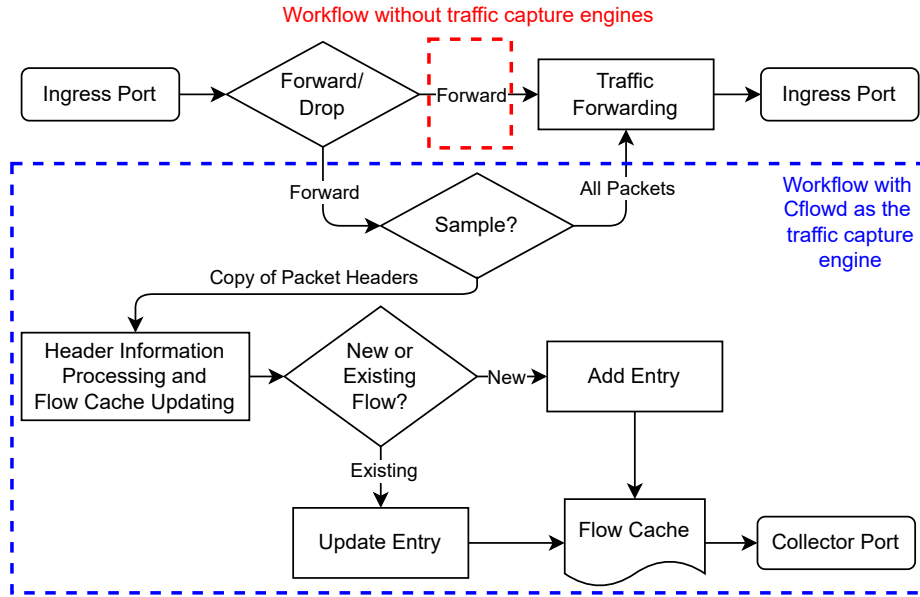 Workflow without traffic capture engines
Ingress Port
Forward/
Drop
Forward
Traffic
Forwarding
Ingress Port
Forward
All Packets
Sample?
Workflow with
Cflowd as the
traffic capture
engine
Copy of Packet Headers
Header Information
Processing and
Flow Cache Updating
New or
Existing
Flow?
New
Add Entry
Existing
Update Entry
Flow Cache
Collector Port